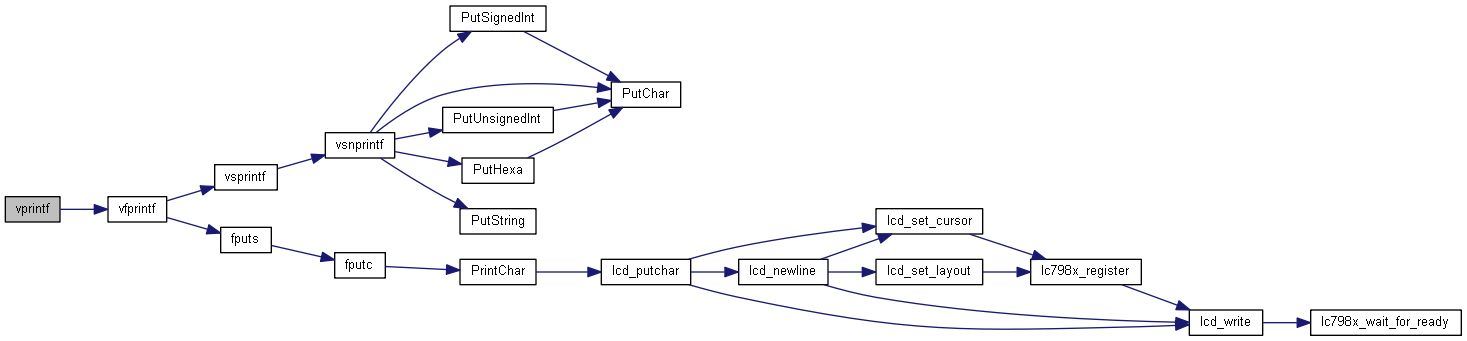 PutSignedInt
PutChar
PutUnsignedInt
vsnprintf
PutHexa
vsprintf
vprintf
vfprintf
PutString
lcd_set_cursor
fputs
fputc
PrintChar
lcd_putchar
lcd_newline
lcd_set_layout
lc798x_register
lcd_write
lc798x_wait_for_ready